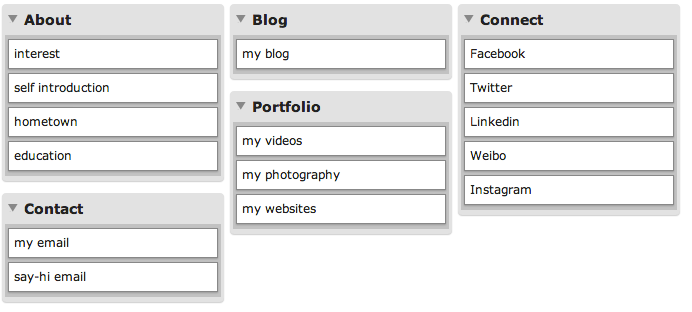 About
interest
self introduction
hometown
education
Contact
my email
say-hi email
Blog
my blog
Portfolio
my videos
my photography
my websites
Connect
Facebook
Twitter
Linkedin
Weibo
Instagram